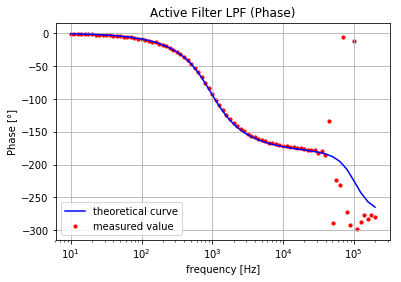 Active Filter LPF (Phase)
0
−50
−100
−150
−200
−250
−300
Phase [°]
theoretical curve
measured value
10¹
10²
10³
10⁴
10⁵
frequency [Hz]